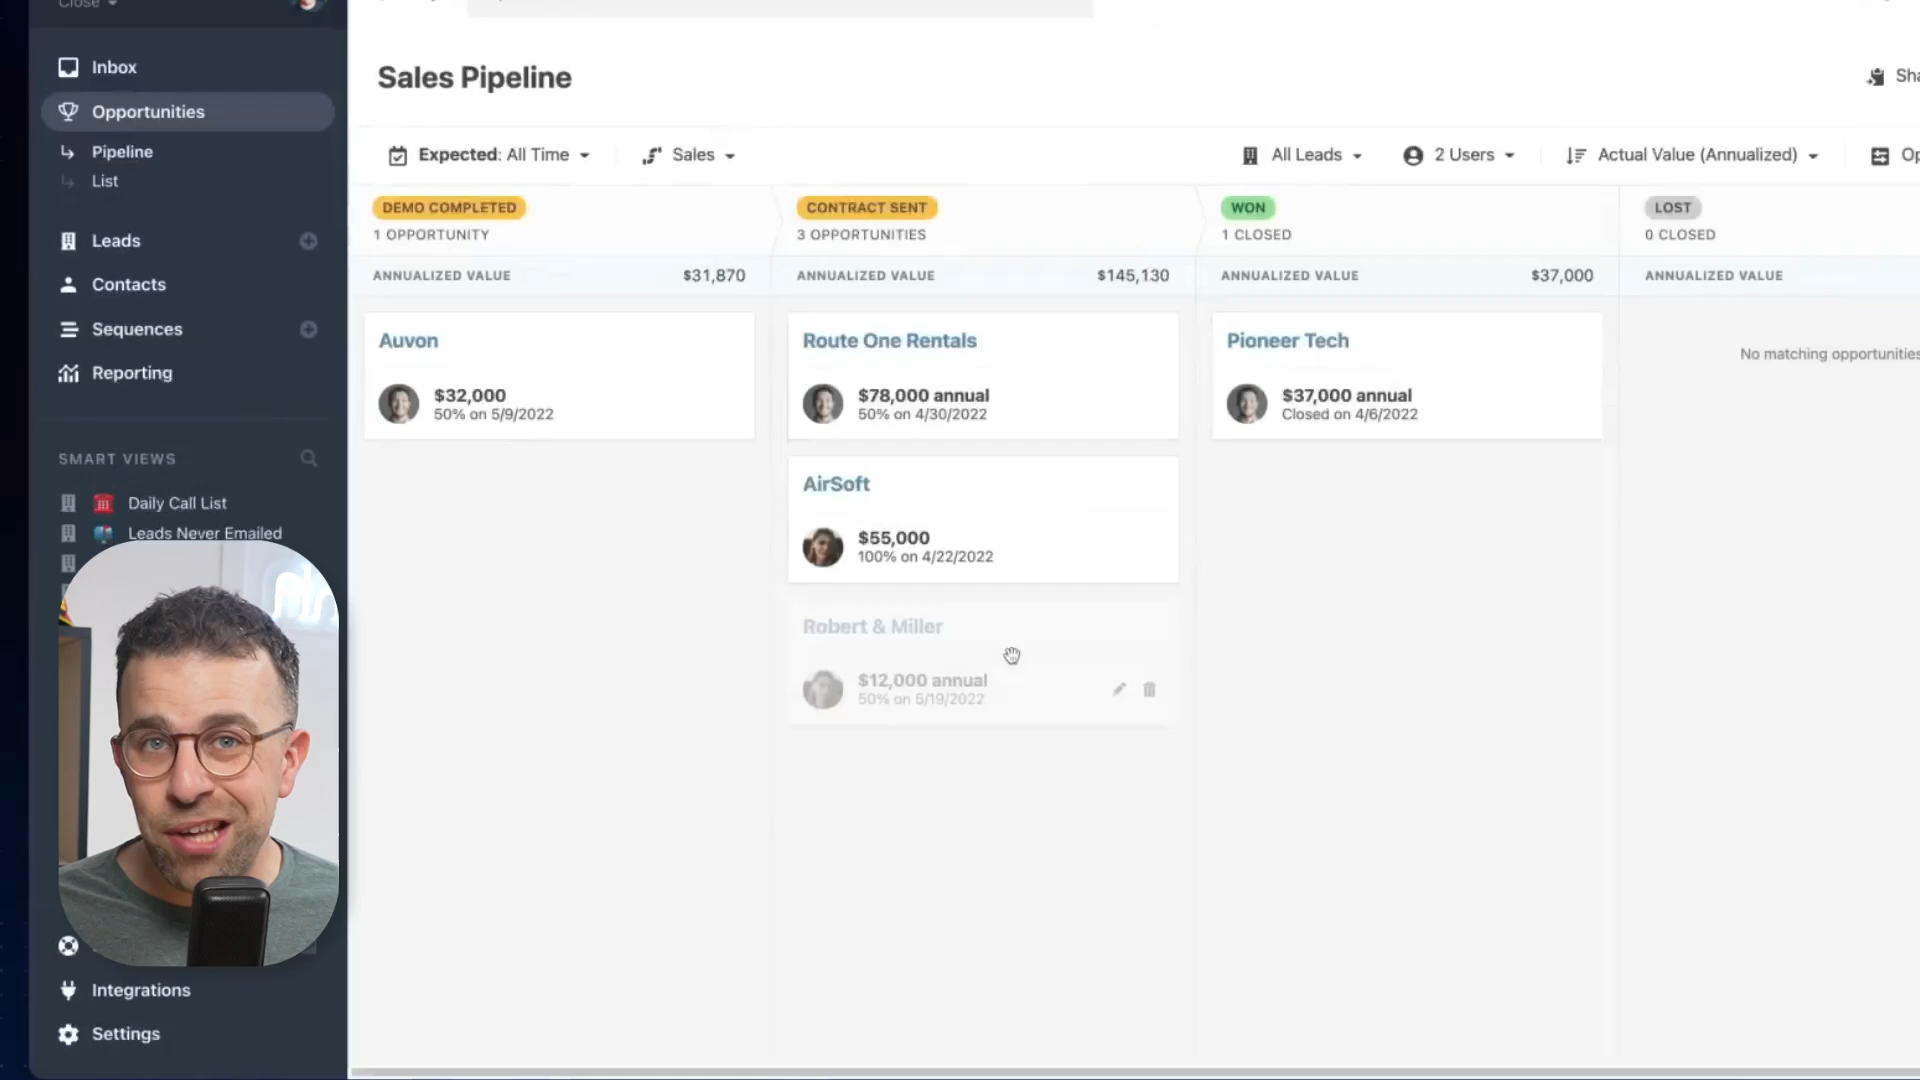 Close
Inbox
Opportunities
Pipeline
List
Leads
Contacts
Sequences
Reporting
SMART VIEWS
Daily Call List
Leads Never Emailed
Integrations
Settings
Sales Pipeline
Sha
Expected: All Time
Sales
All Leads
2 Users
Actual Value (Annualized)
Op
DEMO COMPLETED
1 OPPORTUNITY
ANNUALIZED VALUE $31,870
Auvon
$32,000
50% on 5/9/2022
CONTRACT SENT
3 OPPORTUNITIES
ANNUALIZED VALUE $145,130
Route One Rentals
$78,000 annual
50% on 4/30/2022
AirSoft
$55,000
100% on 4/22/2022
Robert & Miller
$12,000 annual
50% on 5/19/2022
WON
1 CLOSED
ANNUALIZED VALUE $37,000
Pioneer Tech
$37,000 annual
Closed on 4/6/2022
LOST
0 CLOSED
ANNUALIZED VALUE
No matching opportunities